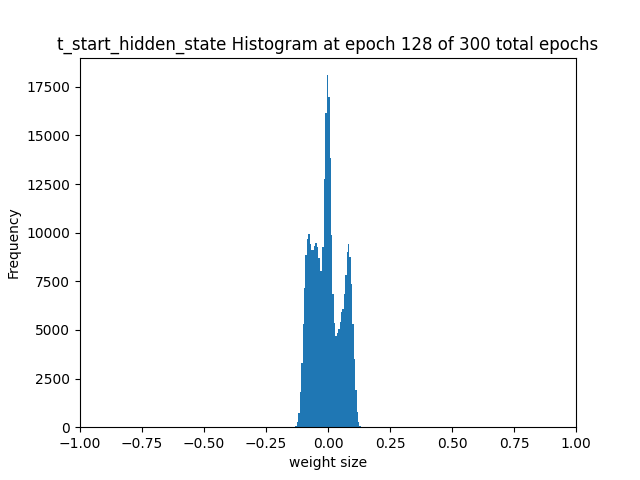 t_start_hidden_state Histogram at epoch 128 of 300 total epochs
17500
15000
12500
10000
7500
5000
2500
0
Frequency
−1.00 −0.75 −0.50 −0.25 0.00 0.25 0.50 0.75 1.00
weight size